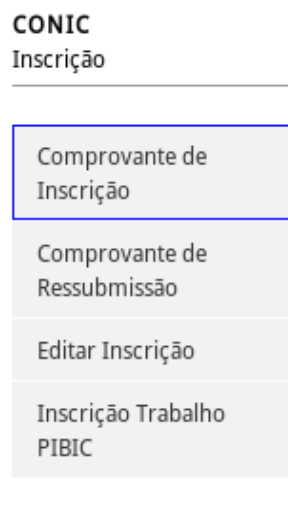 CONIC
Inscrição
Comprovante de
Inscrição
Comprovante de
Ressubmissão
Editar Inscrição
Inscrição Trabalho
PIBIC